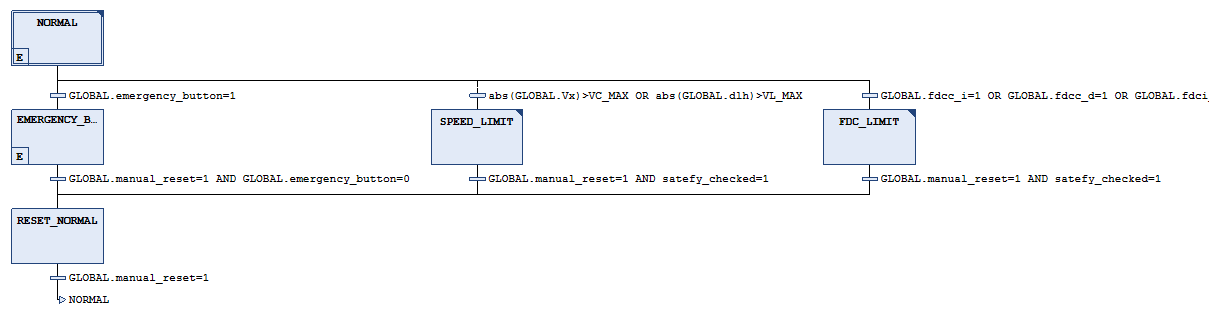 NORMAL
E
GLOBAL.emergency_button=1
abs(GLOBAL.Vx)>VC_MAX OR abs(GLOBAL.dlh)>VL_MAX
GLOBAL.fdcc_i=1 OR GLOBAL.fdcc_d=1 OR GLOBAL.fdci
EMERGENCY_B...
SPEED_LIMIT
FDC_LIMIT
E
GLOBAL.manual_reset=1 AND GLOBAL.emergency_button=0
GLOBAL.manual_reset=1 AND satefy_checked=1
GLOBAL.manual_reset=1 AND satefy_checked=1
RESET_NORMAL
GLOBAL.manual_reset=1
NORMAL